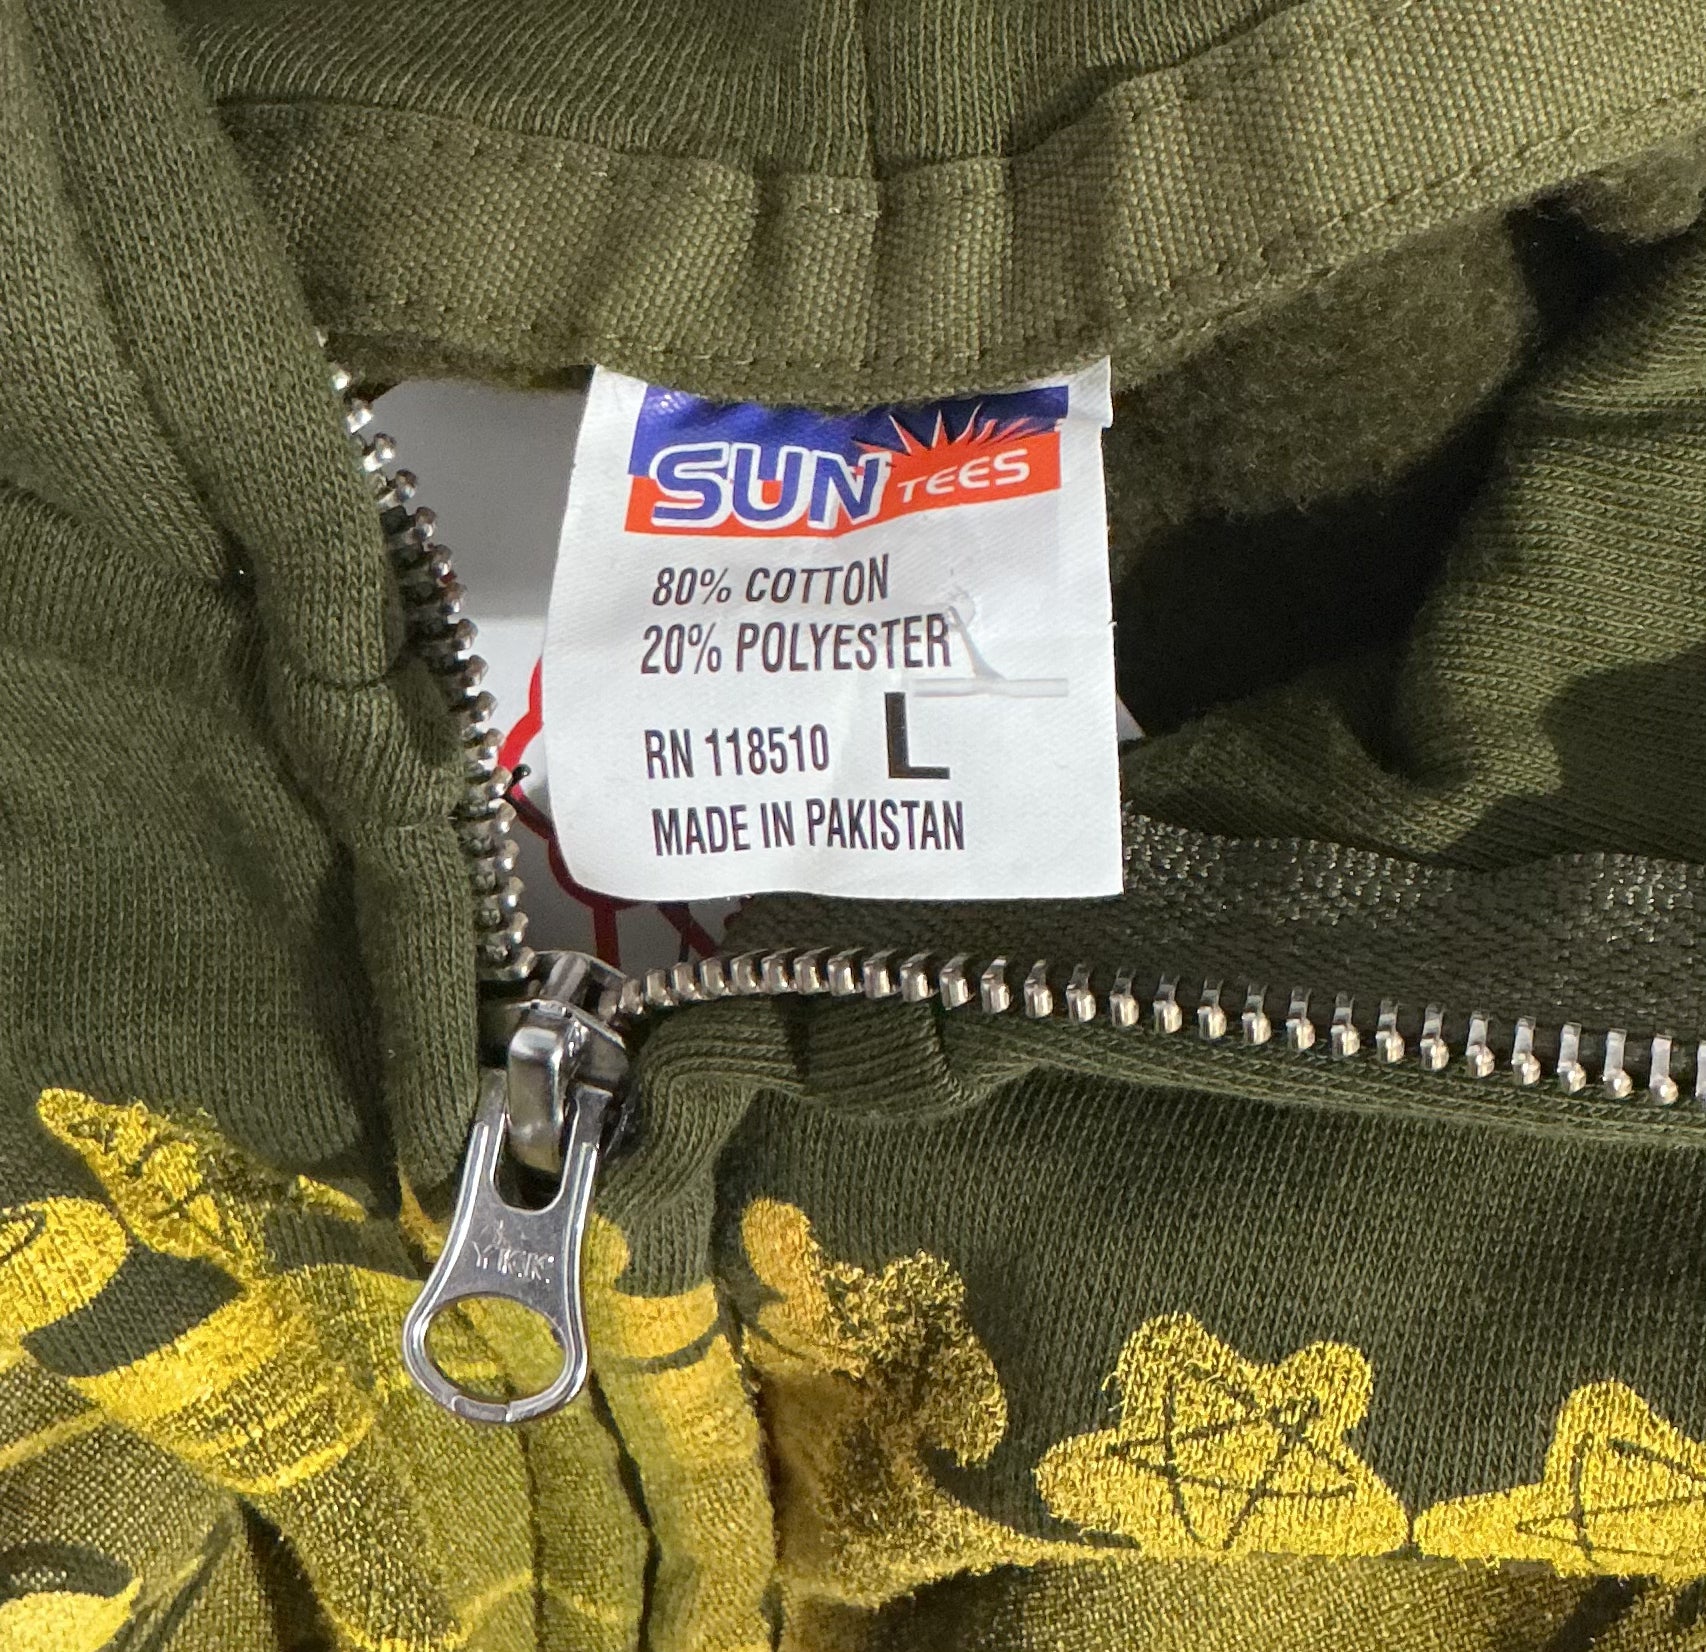 SUN TEES
80% COTTON
20% POLYESTER
RN 118510 L
MADE IN PAKISTAN
YKK